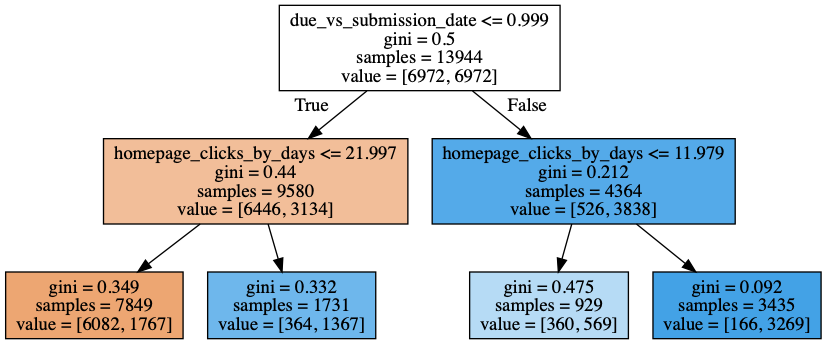 due_vs_submission_date <= 0.999
gini = 0.5
samples = 13944
value = [6972, 6972]
True
False
homepage_clicks_by_days <= 21.997
gini = 0.44
samples = 9580
value = [6446, 3134]
homepage_clicks_by_days <= 11.979
gini = 0.212
samples = 4364
value = [526, 3838]
gini = 0.349
samples = 7849
value = [6082, 1767]
gini = 0.332
samples = 1731
value = [364, 1367]
gini = 0.475
samples = 929
value = [360, 569]
gini = 0.092
samples = 3435
value = [166, 3269]